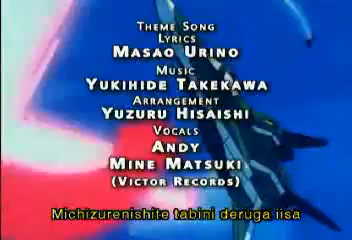 THEME SONG
LYRICS
MASAO URINO
MUSIC
YUKIHIDE TAKEKAWA
ARRANGEMENT
YUZURU HISAISHI
VOCALS
ANDY
MINE MATSUKI
(VICTOR RECORDS)
Michizurenishite tabini deruga iisa